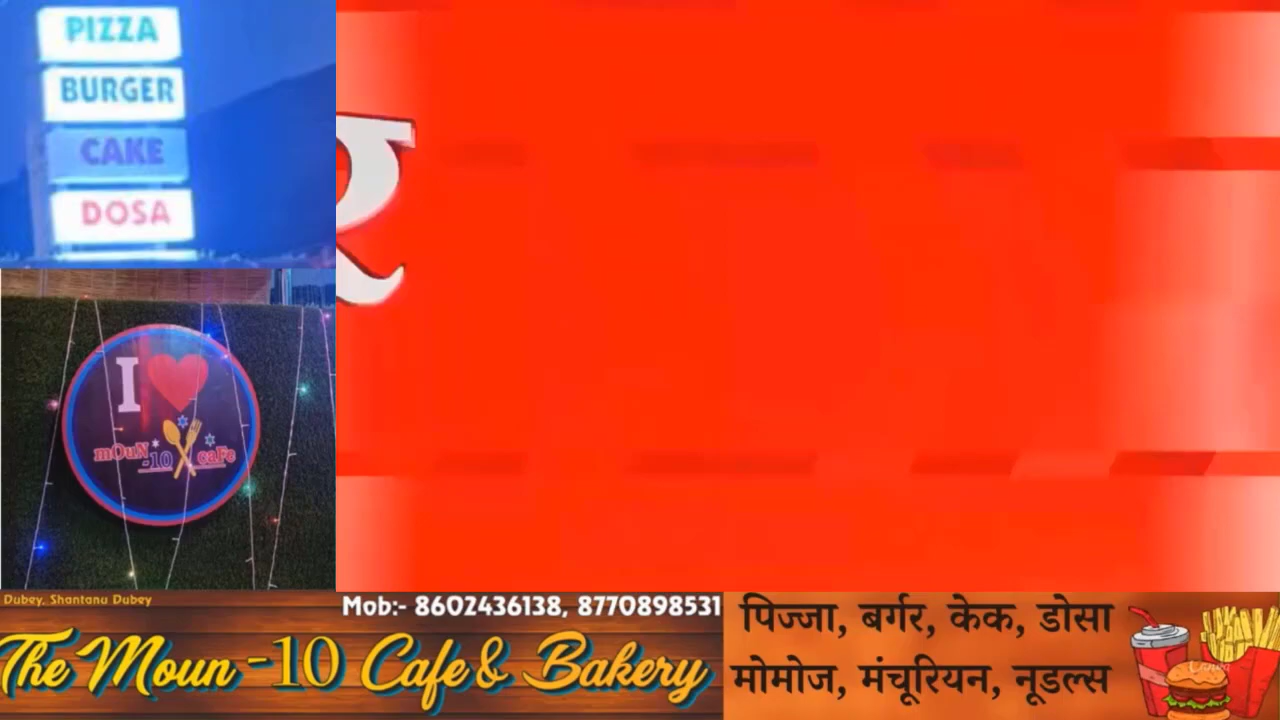 PIZZA
BURGER
CAKE
DOSA
I
mOuN
-10
caFe
Dubey, Shantanu Dubey
Mob:- 8602436138, 8770898531
The Moun -10 Cafe & Bakery
पिज्जा, बर्गर, केक, डोसा
मोमोज, मंचूरियन, नूडल्स
Canva